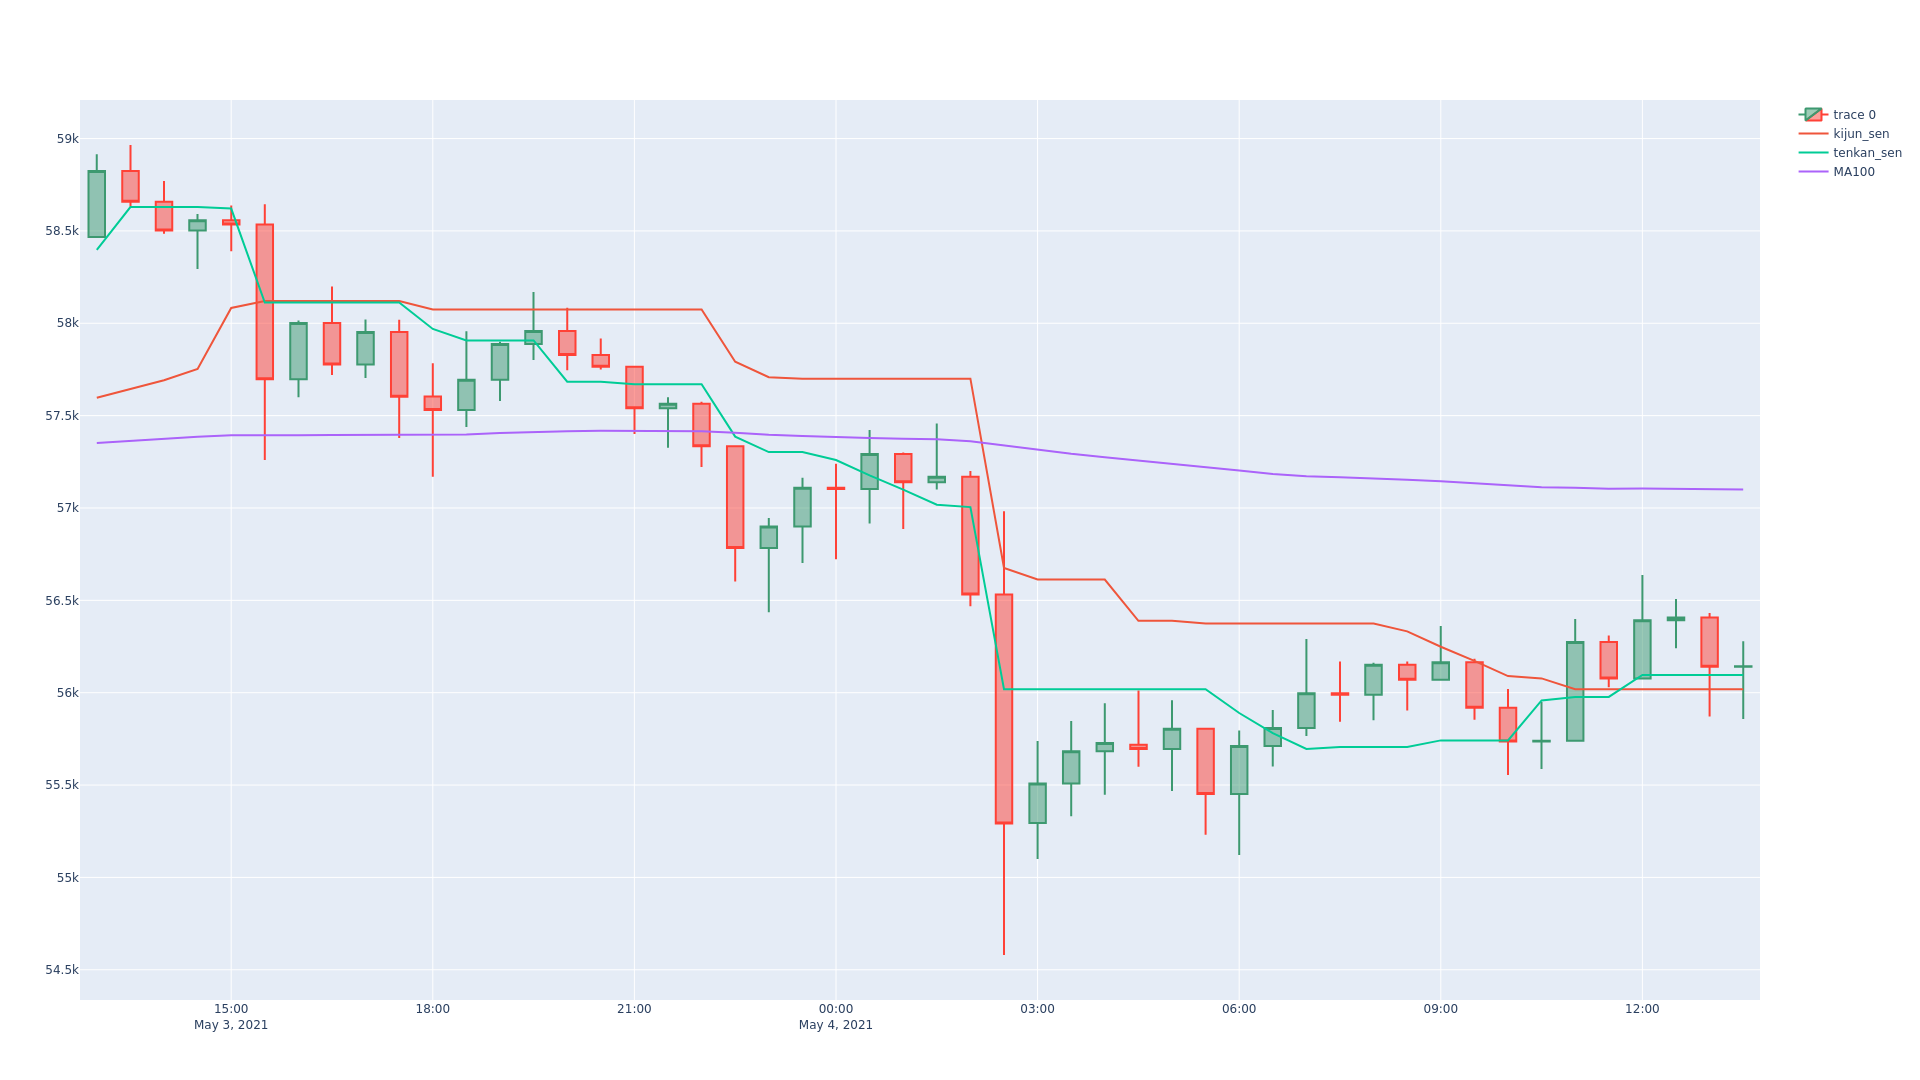 59k
58.5k
58k
57.5k
57k
56.5k
56k
55.5k
55k
54.5k
15:00
May 3, 2021
18:00
21:00
00:00
May 4, 2021
03:00
06:00
09:00
12:00
trace 0
kijun_sen
tenkan_sen
MA100